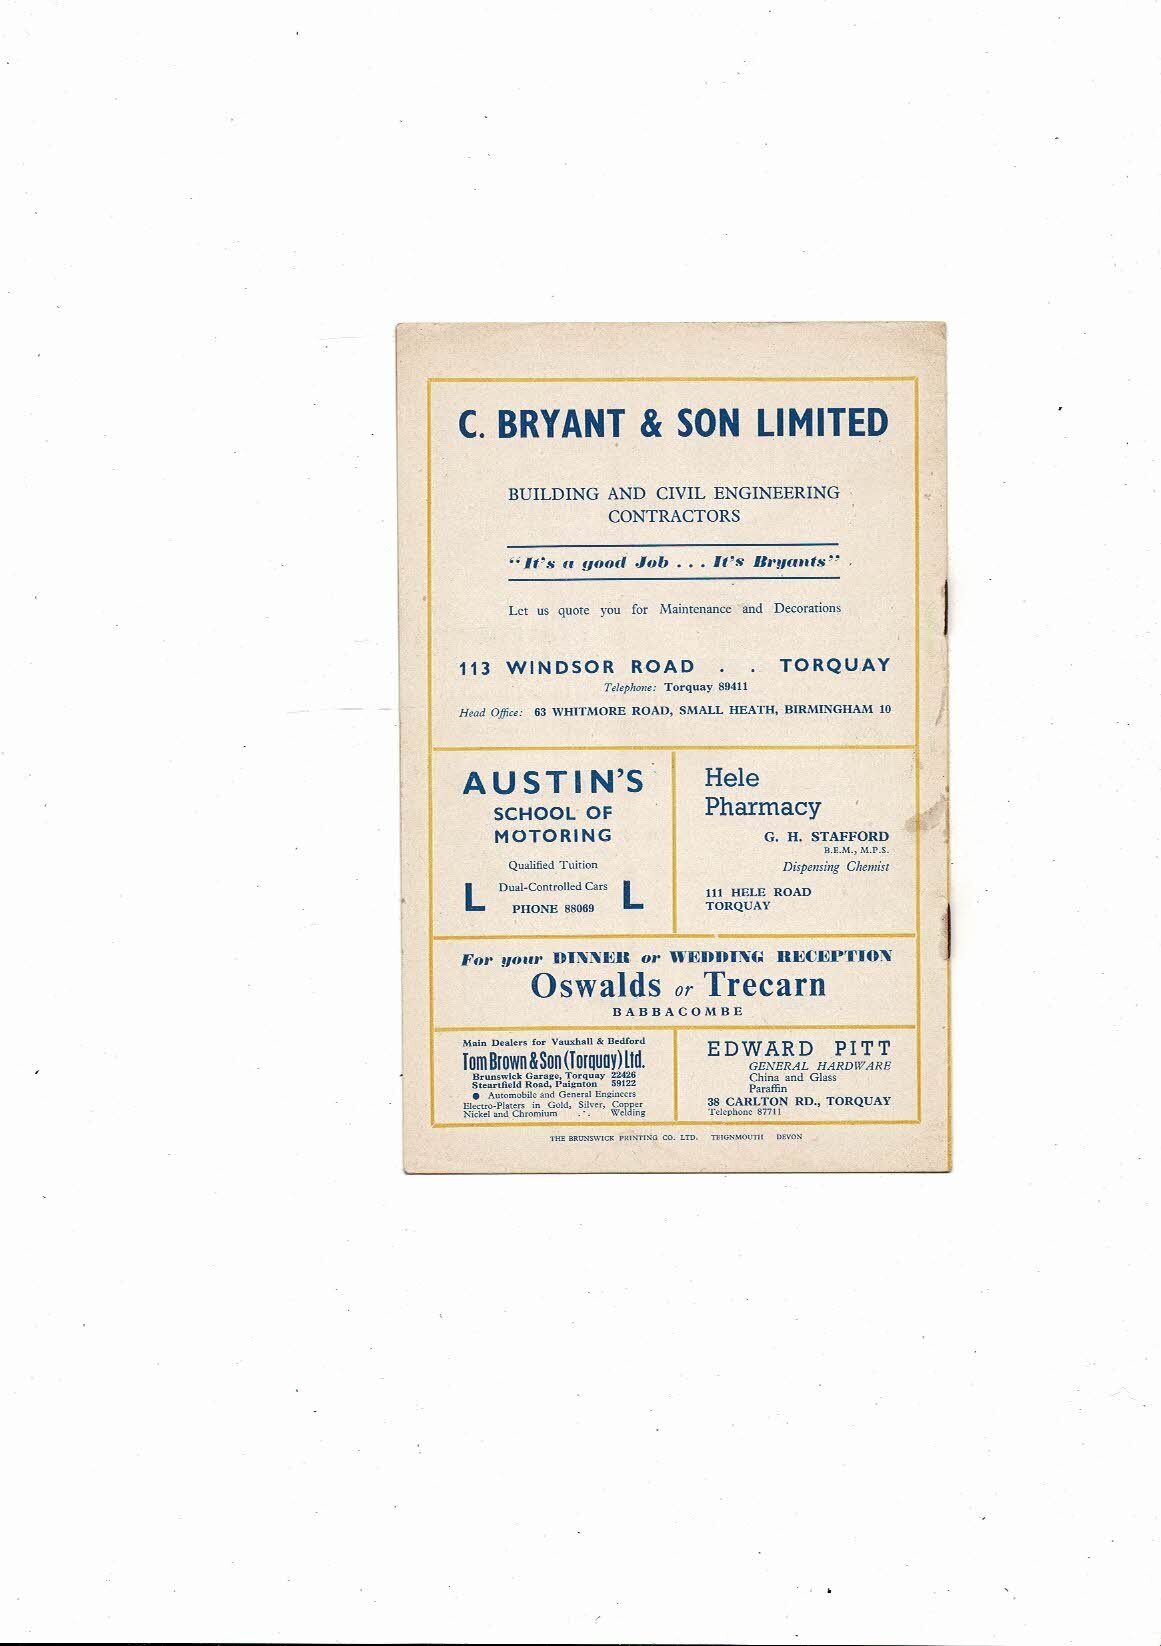 C. BRYANT & SON LIMITED
BUILDING AND CIVIL ENGINEERING
CONTRACTORS
"It's a good Job . . . It's Bryants"
Let us quote you for Maintenance and Decorations
113 WINDSOR ROAD . . TORQUAY
Telephone: Torquay 89411
Head Office: 63 WHITMORE ROAD, SMALL HEATH, BIRMINGHAM 10
AUSTIN'S
SCHOOL OF
MOTORING
Qualified Tuition
L Dual-Controlled Cars L
PHONE 88069
Hele
Pharmacy
G. H. STAFFORD
B.E.M., M.P.S.
Dispensing Chemist
111 HELE ROAD
TORQUAY
For your DINNER or WEDDING RECEPTION
Oswalds or Trecarn
BABBACOMBE
Main Dealers for Vauxhall & Bedford
Tom Brown & Son (Torquay) Ltd.
Brunswick Garage, Torquay 22426
Steartfield Road, Paignton 59122
● Automobile and General Engineers
Electro-Platers in Gold, Silver, Copper
Nickel and Chromium .·. Welding
EDWARD PITT
GENERAL HARDWARE
China and Glass
Paraffin
38 CARLTON RD., TORQUAY
Telephone 87711
THE BRUNSWICK PRINTING CO. LTD. TEIGNMOUTH DEVON